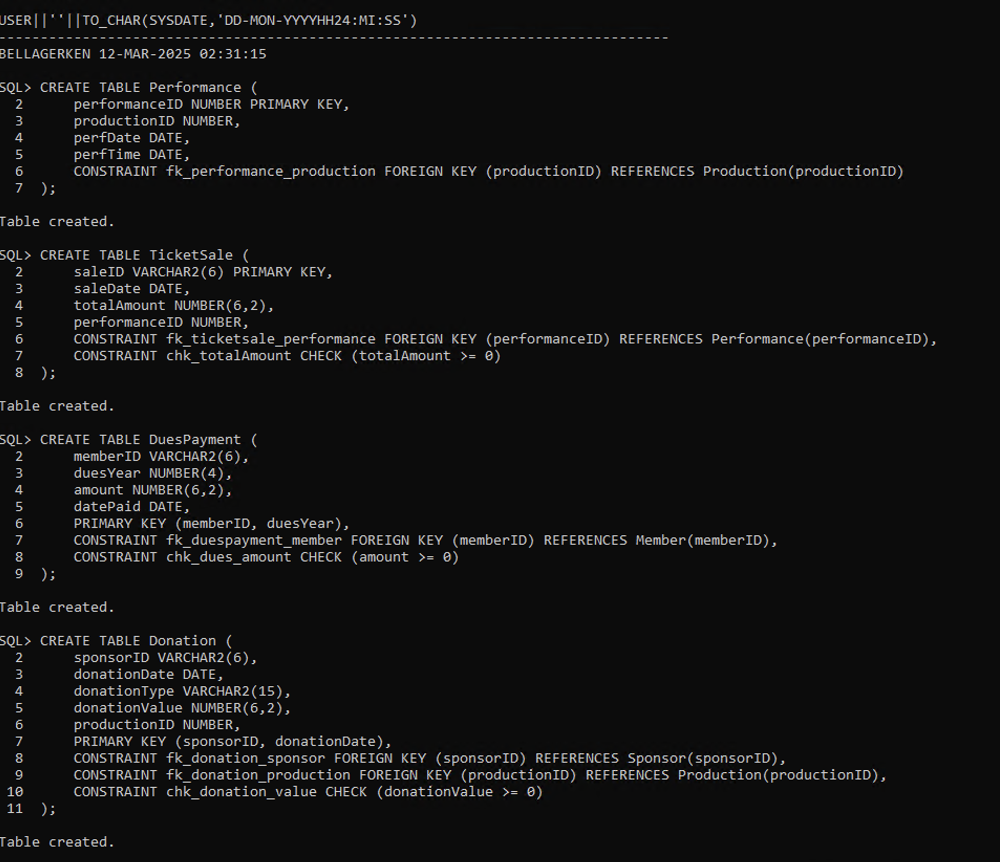 USER||''||TO_CHAR(SYSDATE,'DD-MON-YYYYHH24:MI:SS')
--------------------------------------------------------------------------------
BELLAGERKEN 12-MAR-2025 02:31:15
SQL> CREATE TABLE Performance (
2 performanceID NUMBER PRIMARY KEY,
3 productionID NUMBER,
4 perfDate DATE,
5 perfTime DATE,
6 CONSTRAINT fk_performance_production FOREIGN KEY (productionID) REFERENCES Production(productionID)
7 );
Table created.
SQL> CREATE TABLE TicketSale (
2 saleID VARCHAR2(6) PRIMARY KEY,
3 saleDate DATE,
4 totalAmount NUMBER(6,2),
5 performanceID NUMBER,
6 CONSTRAINT fk_ticketsale_performance FOREIGN KEY (performanceID) REFERENCES Performance(performanceID),
7 CONSTRAINT chk_totalAmount CHECK (totalAmount >= 0)
8 );
Table created.
SQL> CREATE TABLE DuesPayment (
2 memberID VARCHAR2(6),
3 duesYear NUMBER(4),
4 amount NUMBER(6,2),
5 datePaid DATE,
6 PRIMARY KEY (memberID, duesYear),
7 CONSTRAINT fk_duespayment_member FOREIGN KEY (memberID) REFERENCES Member(memberID),
8 CONSTRAINT chk_dues_amount CHECK (amount >= 0)
9 );
Table created.
SQL> CREATE TABLE Donation (
2 sponsorID VARCHAR2(6),
3 donationDate DATE,
4 donationType VARCHAR2(15),
5 donationValue NUMBER(6,2),
6 productionID NUMBER,
7 PRIMARY KEY (sponsorID, donationDate),
8 CONSTRAINT fk_donation_sponsor FOREIGN KEY (sponsorID) REFERENCES Sponsor(sponsorID),
9 CONSTRAINT fk_donation_production FOREIGN KEY (productionID) REFERENCES Production(productionID),
10 CONSTRAINT chk_donation_value CHECK (donationValue >= 0)
11 );
Table created.